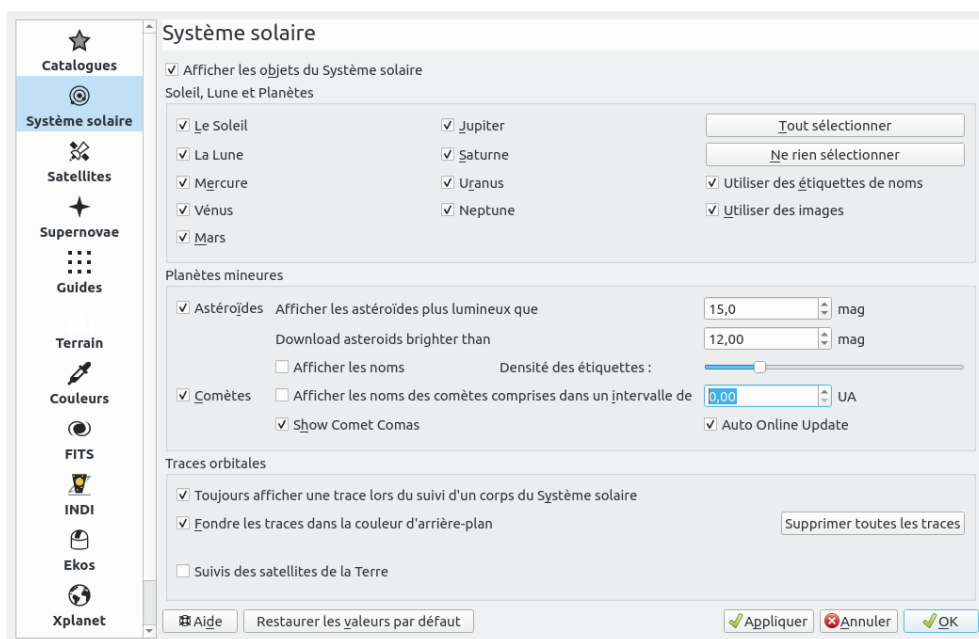 Catalogues
Système solaire
Satellites
Supernovae
Guides
Terrain
Couleurs
FITS
INDI
Ekos
Xplanet
Système solaire
Afficher les objets du Système solaire
Soleil, Lune et Planètes
Le Soleil Jupiter Tout sélectionner
La Lune Saturne Ne rien sélectionner
Mercure Uranus Utiliser des étiquettes de noms
Vénus Neptune Utiliser des images
Mars
Planètes mineures
Astéroïdes Afficher les astéroïdes plus lumineux que 15,0 mag
Download asteroids brighter than 12,00 mag
Afficher les noms Densité des étiquettes :
Comètes Afficher les noms des comètes comprises dans un intervalle de 0,00 UA
Show Comet Comas Auto Online Update
Traces orbitales
Toujours afficher une trace lors du suivi d'un corps du Système solaire
Fondre les traces dans la couleur d'arrière-plan Supprimer toutes les traces
Suivis des satellites de la Terre
Aide Restaurer les valeurs par défaut Appliquer Annuler OK